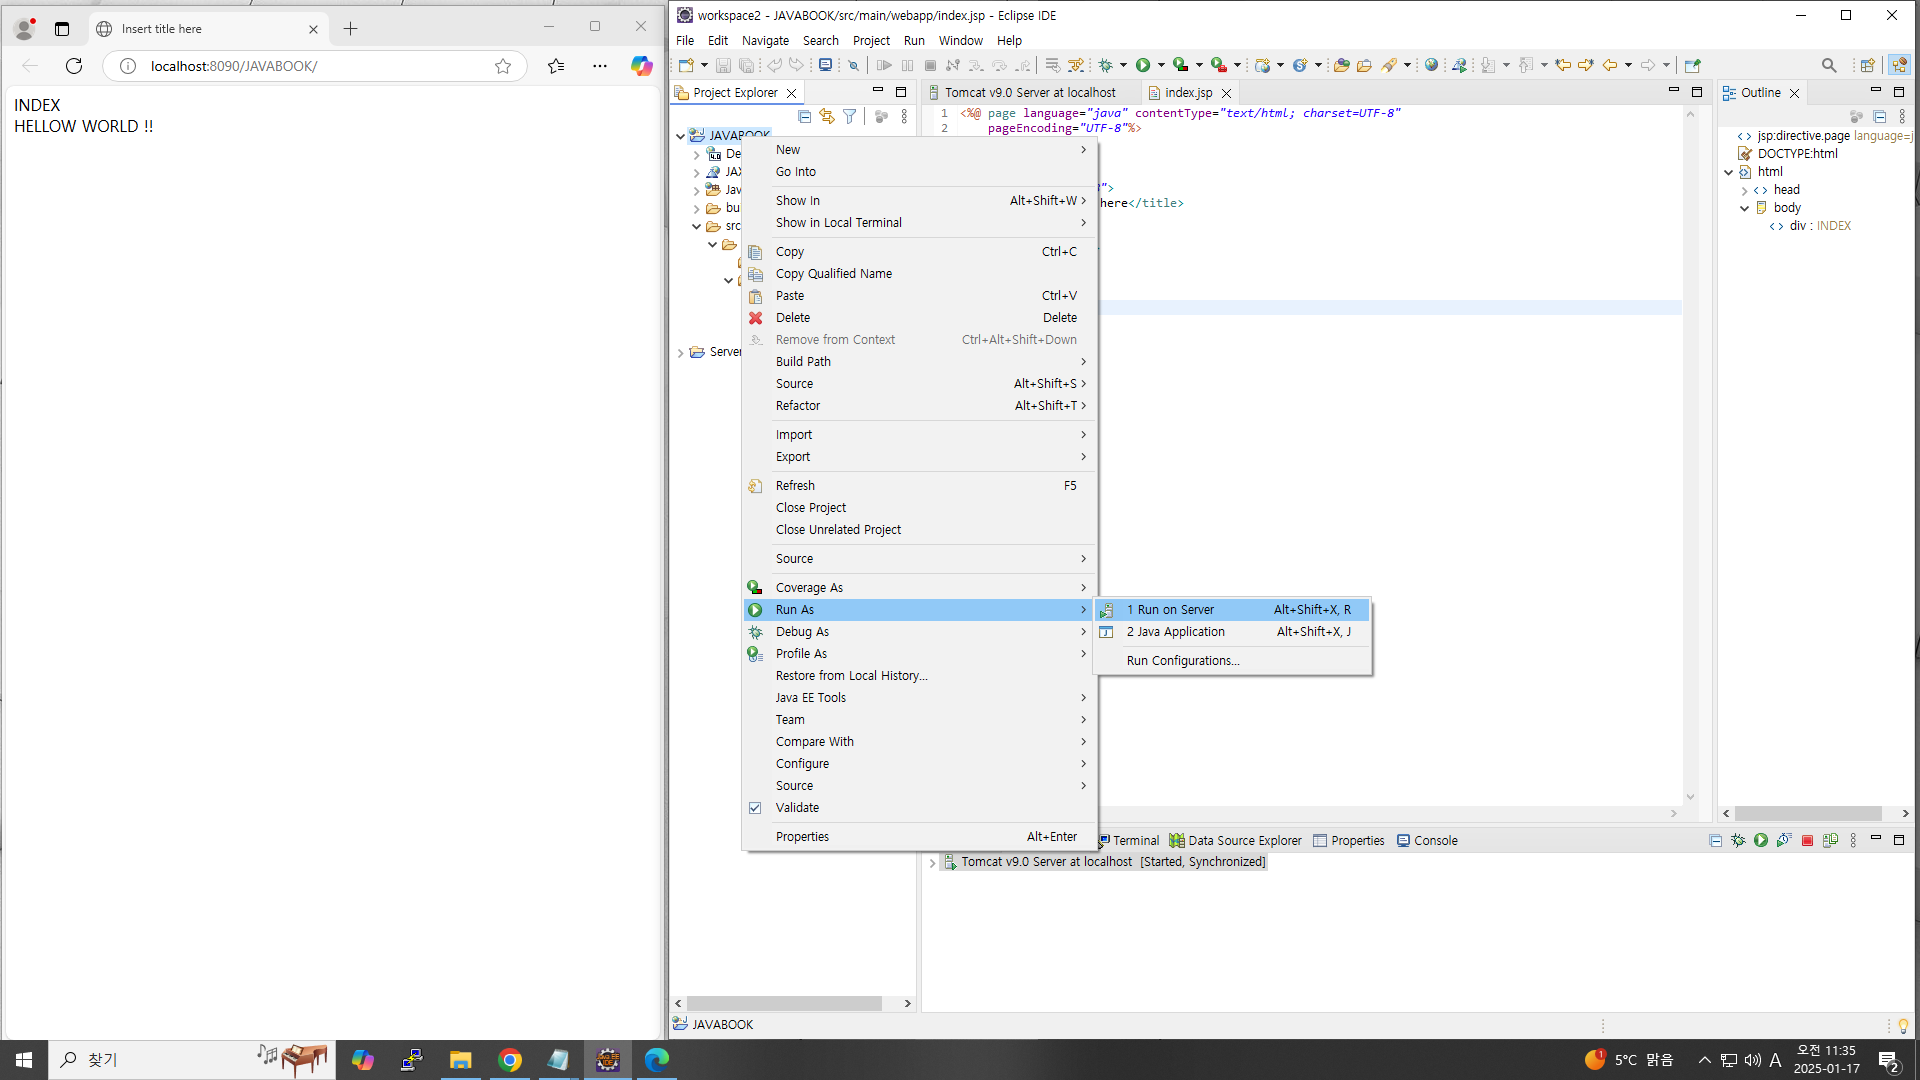 Insert title here
localhost:8090/JAVABOOK/
INDEX
HELLOW WORLD !!
workspace2 - JAVABOOK/src/main/webapp/index.jsp - Eclipse IDE
File Edit Navigate Search Project Run Window Help
Project Explorer
JAVABOOK
Java
src
New
Go Into
Show In Alt+Shift+W
Show in Local Terminal
Copy Ctrl+C
Copy Qualified Name
Paste Ctrl+V
Delete Delete
Remove from Context Ctrl+Alt+Shift+Down
Build Path
Source Alt+Shift+S
Refactor Alt+Shift+T
Import
Export
Refresh F5
Close Project
Close Unrelated Project
Source
Coverage As
Run As
Debug As
Profile As
Restore from Local History...
Java EE Tools
Team
Compare With
Configure
Source
Validate
Properties Alt+Enter
1 Run on Server Alt+Shift+X, R
2 Java Application Alt+Shift+X, J
Run Configurations...
Tomcat v9.0 Server at localhost
index.jsp
1 <%@ page language="java" contentType="text/html; charset=UTF-8"
2 pageEncoding="UTF-8"%>
">
here</title>
Outline
jsp:directive.page language=j
DOCTYPE:html
html
head
body
div : INDEX
Terminal
Data Source Explorer
Properties
Console
Tomcat v9.0 Server at localhost [Started, Synchronized]
JAVABOOK
찾기
1
5°C 맑음
A
오전 11:35
2025-01-17
2